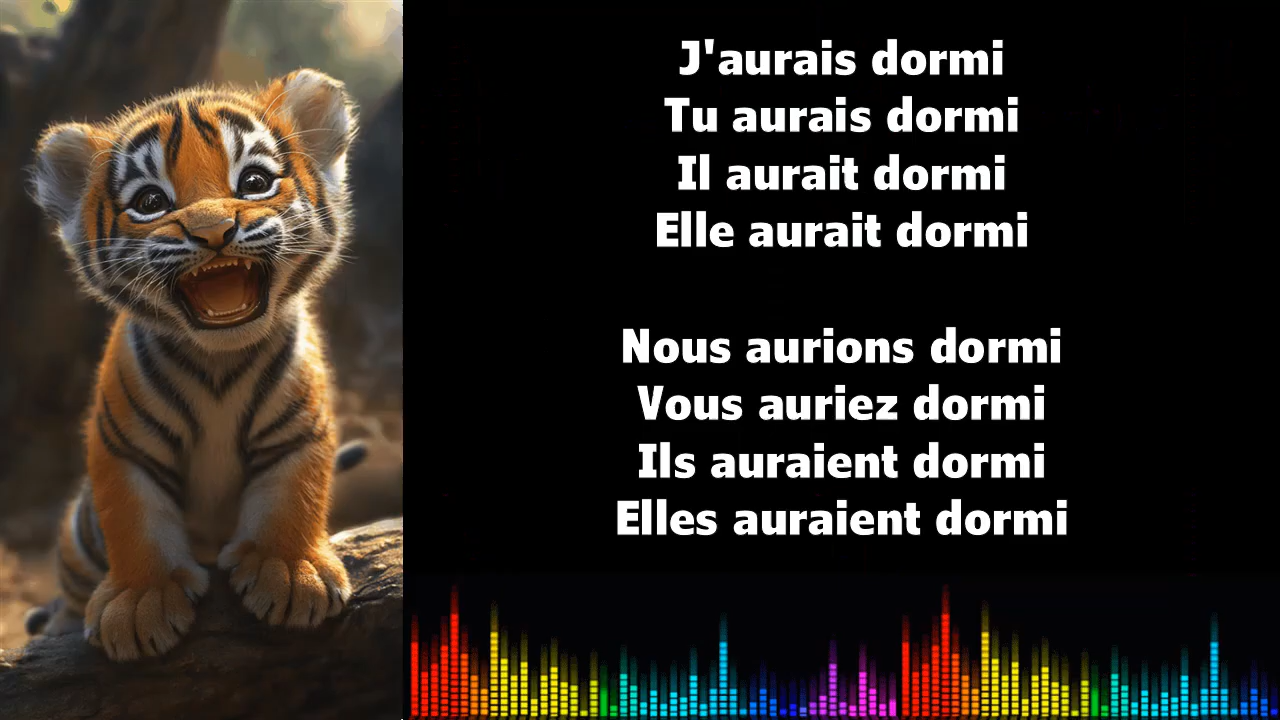 J'aurais dormi
Tu aurais dormi
Il aurait dormi
Elle aurait dormi
Nous aurions dormi
Vous auriez dormi
Ils auraient dormi
Elles auraient dormi